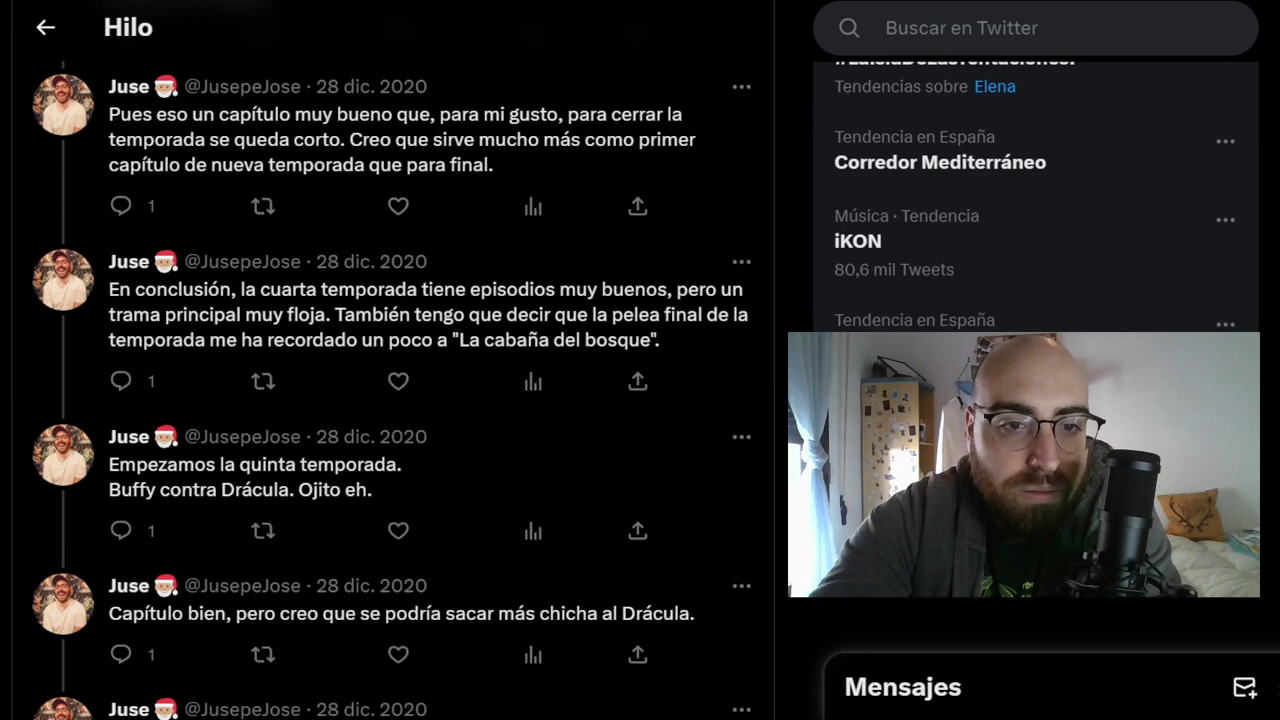 Hilo
Juse @JusepeJose · 28 dic. 2020
Pues eso un capítulo muy bueno que, para mi gusto, para cerrar la
temporada se queda corto. Creo que sirve mucho más como primer
capítulo de nueva temporada que para final.
1
Juse @JusepeJose · 28 dic. 2020
En conclusión, la cuarta temporada tiene episodios muy buenos, pero un
trama principal muy floja. También tengo que decir que la pelea final de la
temporada me ha recordado un poco a "La cabaña del bosque".
1
Juse @JusepeJose · 28 dic. 2020
Empezamos la quinta temporada.
Buffy contra Drácula. Ojito eh.
1
Juse @JusepeJose · 28 dic. 2020
Capítulo bien, pero creo que se podría sacar más chicha al Drácula.
1
Juse @JusepeJose · 28 dic. 2020
Buscar en Twitter
Tendencias sobre Elena
Tendencia en España
Corredor Mediterráneo
Música · Tendencia
iKON
80,6 mil Tweets
Tendencia en España
Mensajes